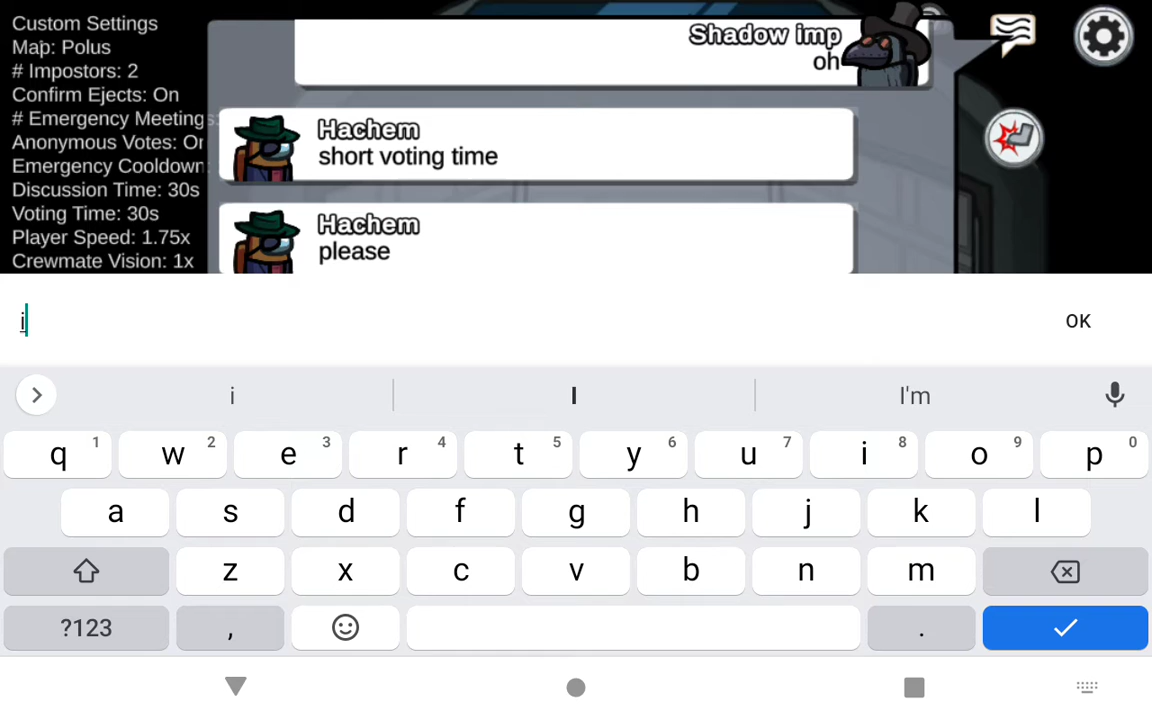 Custom Settings
Map: Polus
# Impostors: 2
Confirm Ejects: On
# Emergency Meetings:
Anonymous Votes: On
Emergency Cooldown
Discussion Time: 30s
Voting Time: 30s
Player Speed: 1.75x
Crewmate Vision: 1x
Shadow imp
oh
Hachem
short voting time
Hachem
please
i
OK
i I I'm
q 1 w 2 e 3 r 4 t 5 y 6 u 7 i 8 o 9 p 0
a s d f g h j k l
z x c v b n m
?123 , .